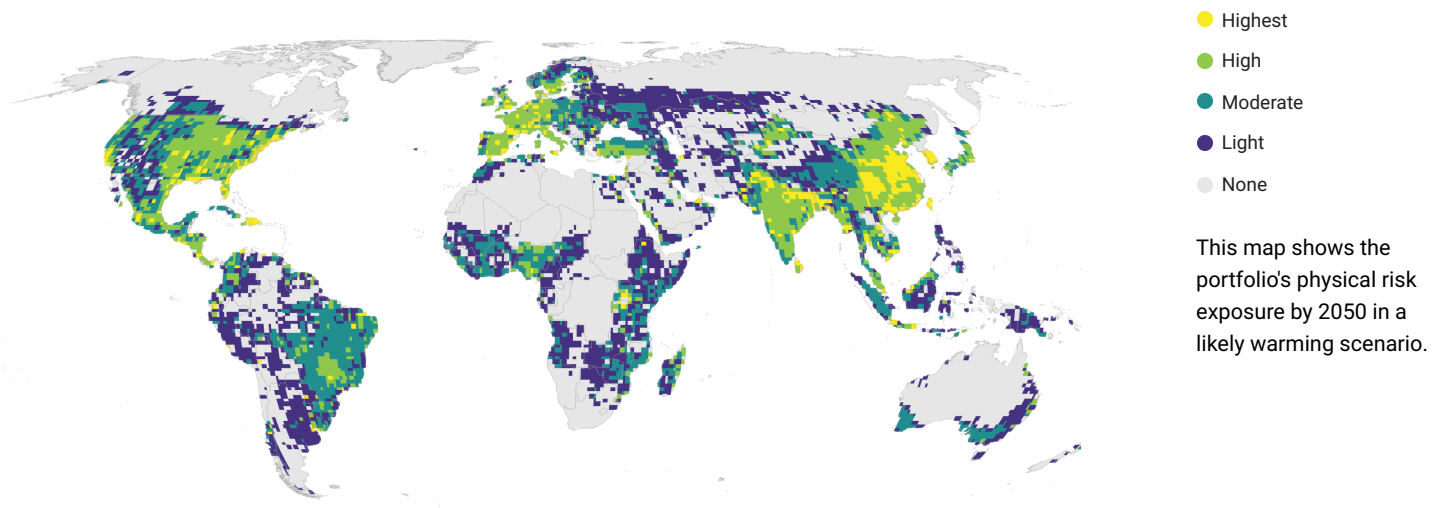 Highest
High
Moderate
Light
None
This map shows the
portfolio's physical risk
exposure by 2050 in a
likely warming scenario.